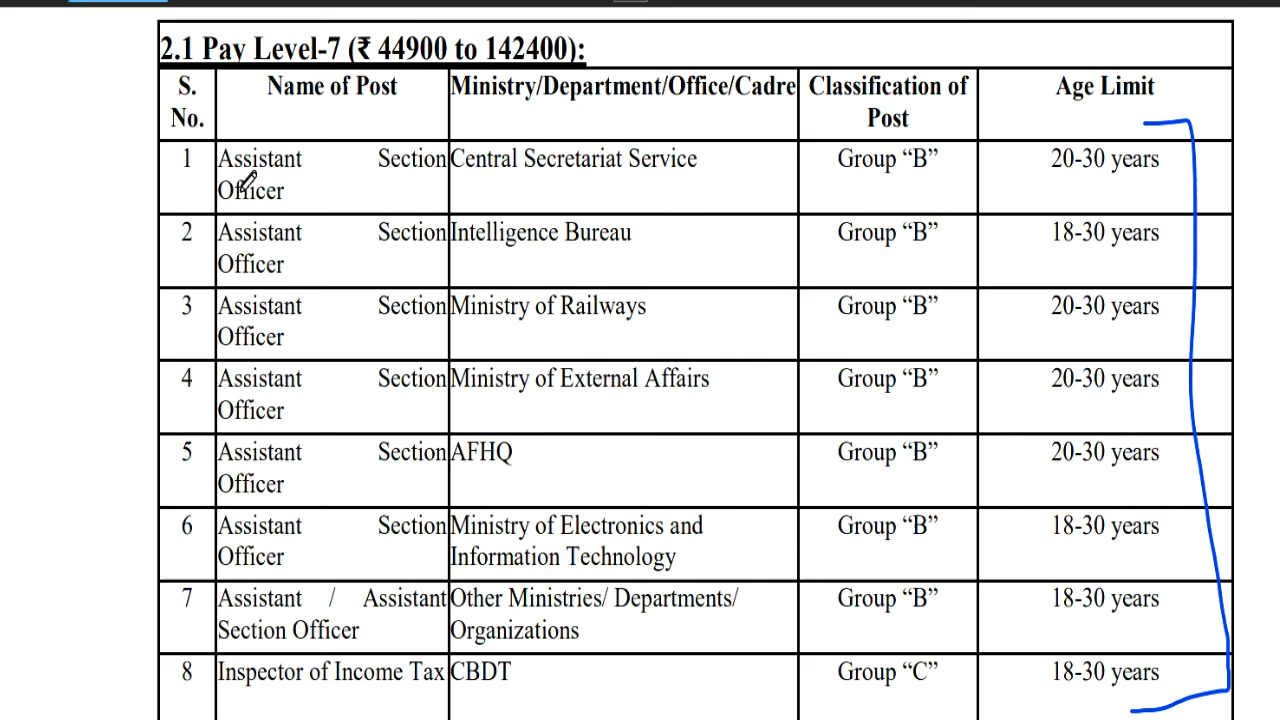 2.1 Pay Level-7 (₹ 44900 to 142400):
S. No. Name of Post Ministry/Department/Office/Cadre Classification of Post Age Limit
1 Assistant Section Officer Central Secretariat Service Group “B” 20-30 years
2 Assistant Section Officer Intelligence Bureau Group “B” 18-30 years
3 Assistant Section Officer Ministry of Railways Group “B” 20-30 years
4 Assistant Section Officer Ministry of External Affairs Group “B” 20-30 years
5 Assistant Section Officer AFHQ Group “B” 20-30 years
6 Assistant Section Officer Ministry of Electronics and Information Technology Group “B” 18-30 years
7 Assistant / Assistant Section Officer Other Ministries/ Departments/ Organizations Group “B” 18-30 years
8 Inspector of Income Tax CBDT Group “C” 18-30 years